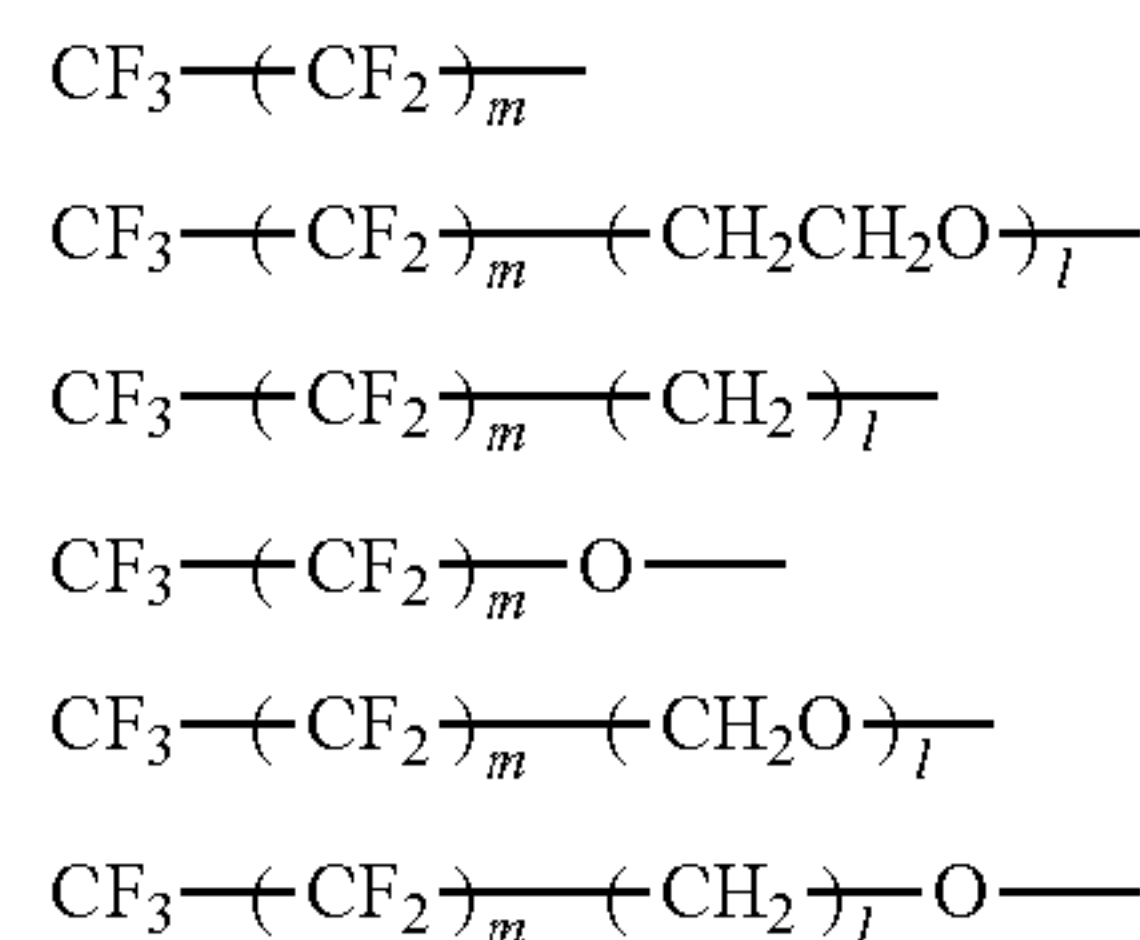 CF₃—(CF₂)ₘ—
CF₃—(CF₂)ₘ—(CH₂CH₂O)ₗ—
CF₃—(CF₂)ₘ—(CH₂)ₗ—
CF₃—(CF₂)ₘ—O—
CF₃—(CF₂)ₘ—(CH₂O)ₗ—
CF₃—(CF₂)ₘ—(CH₂)ₗ—O—